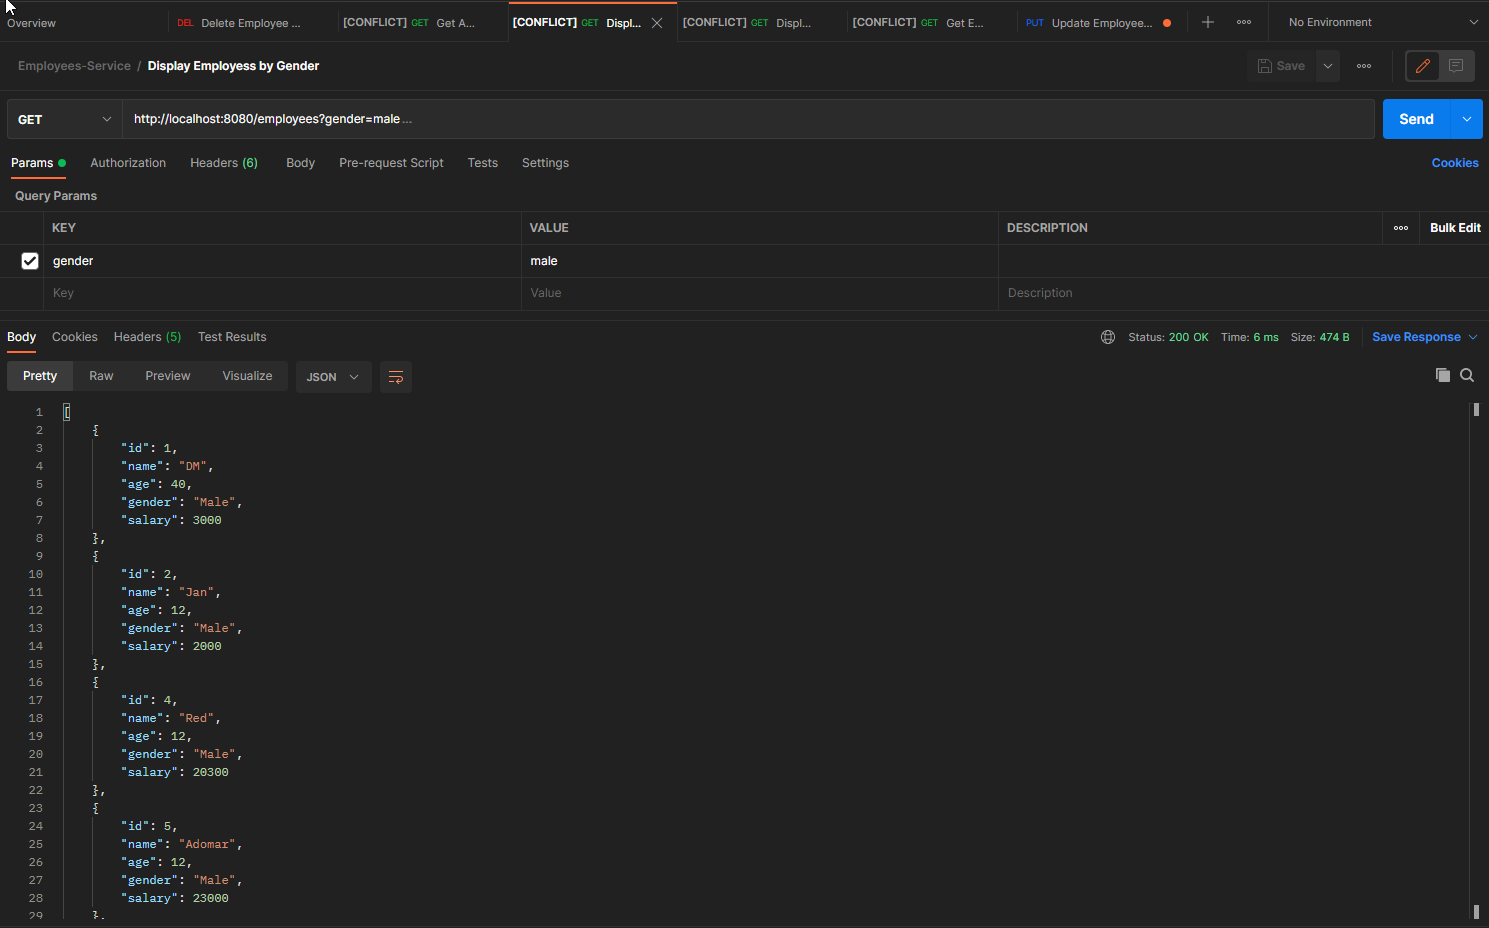 Overview DEL Delete Employee ... [CONFLICT] GET Get A... [CONFLICT] GET Displ... [CONFLICT] GET Displ... [CONFLICT] GET Get E... PUT Update Employee... No Environment
Employees-Service / Display Employess by Gender Save
GET http://localhost:8080/employees?gender=male ... Send
Params Authorization Headers (6) Body Pre-request Script Tests Settings Cookies
Query Params
KEY VALUE DESCRIPTION Bulk Edit
gender male
Key Value Description
Body Cookies Headers (5) Test Results Status: 200 OK Time: 6 ms Size: 474 B Save Response
Pretty Raw Preview Visualize JSON
1 [
2 {
3 "id": 1,
4 "name": "DM",
5 "age": 40,
6 "gender": "Male",
7 "salary": 3000
8 },
9 {
10 "id": 2,
11 "name": "Jan",
12 "age": 12,
13 "gender": "Male",
14 "salary": 2000
15 },
16 {
17 "id": 4,
18 "name": "Red",
19 "age": 12,
20 "gender": "Male",
21 "salary": 20300
22 },
23 {
24 "id": 5,
25 "name": "Adomar",
26 "age": 12,
27 "gender": "Male",
28 "salary": 23000
29 },